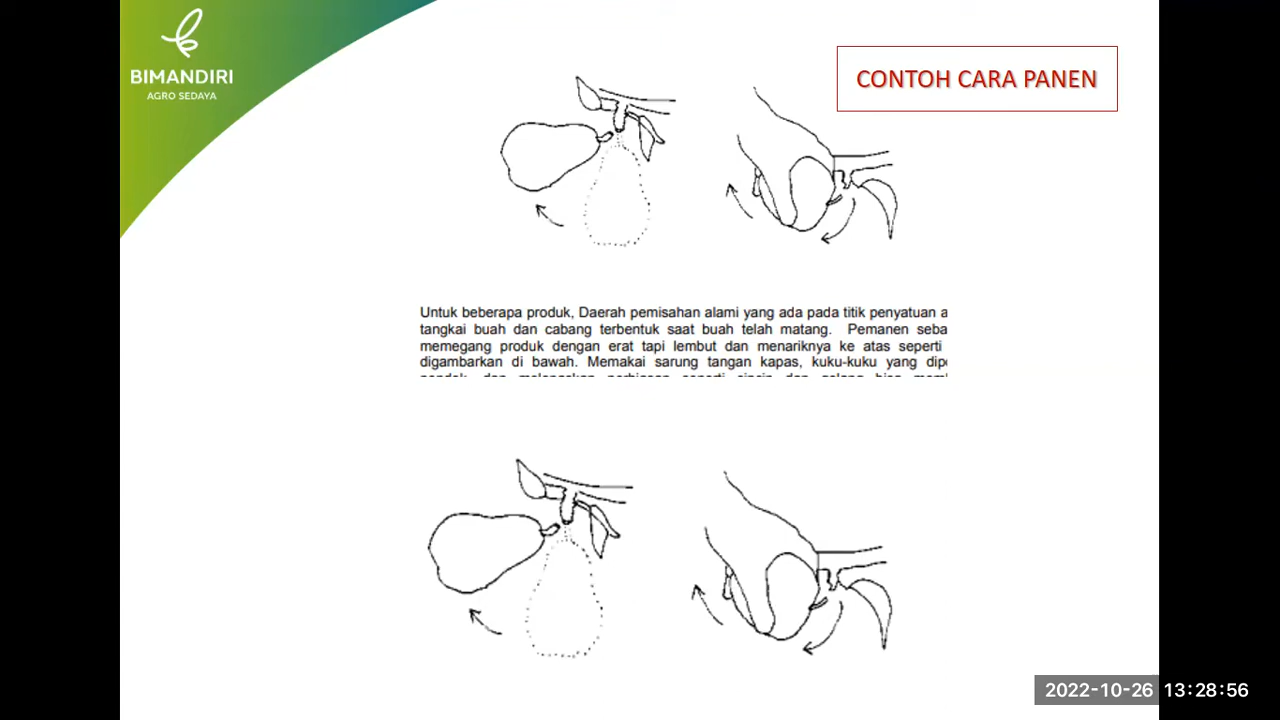 BIMANDIRI
AGRO SEDAYA
CONTOH CARA PANEN
Untuk beberapa produk, Daerah pemisahan alami yang ada pada titik penyatuan a
tangkai buah dan cabang terbentuk saat buah telah matang. Pemanen seba
memegang produk dengan erat tapi lembut dan menariknya ke atas seperti
digambarkan di bawah. Memakai sarung tangan kapas, kuku-kuku yang dip
2022-10-26 13:28:56